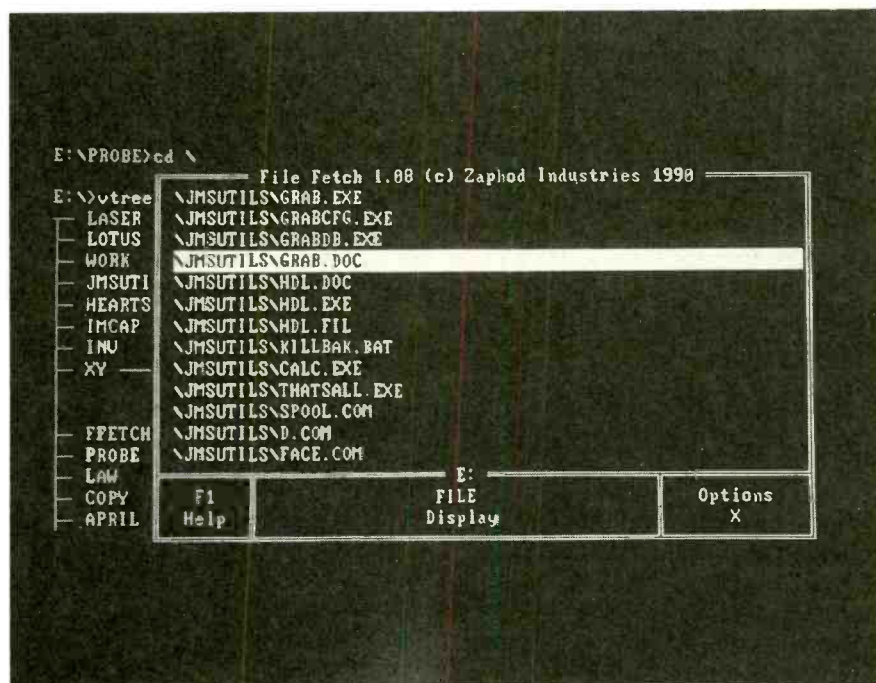 E:\PROBE>cd \
File Fetch 1.00 (c) Zaphod Industries 1990
E:\>vtree
LASER
LOTUS
WORK
JMSUTI
HEARTS
IMCAP
INV
XY
FFETCH
PROBE
LAW
COPY
APRIL
\JMSUTILS\GRAB.EXE
\JMSUTILS\GRABCFG.EXE
\JMSUTILS\GRABDB.EXE
\JMSUTILS\GRAB.DOC
\JMSUTILS\HDL.DOC
\JMSUTILS\HDL.EXE
\JMSUTILS\HDL.FIL
\JMSUTILS\KILLBAK.BAT
\JMSUTILS\CALC.EXE
\JMSUTILS\THATSALL.EXE
\JMSUTILS\SPOOL.COM
\JMSUTILS\D.COM
\JMSUTILS\FACE.COM
E:
F1
Help
FILE
Display
Options
X